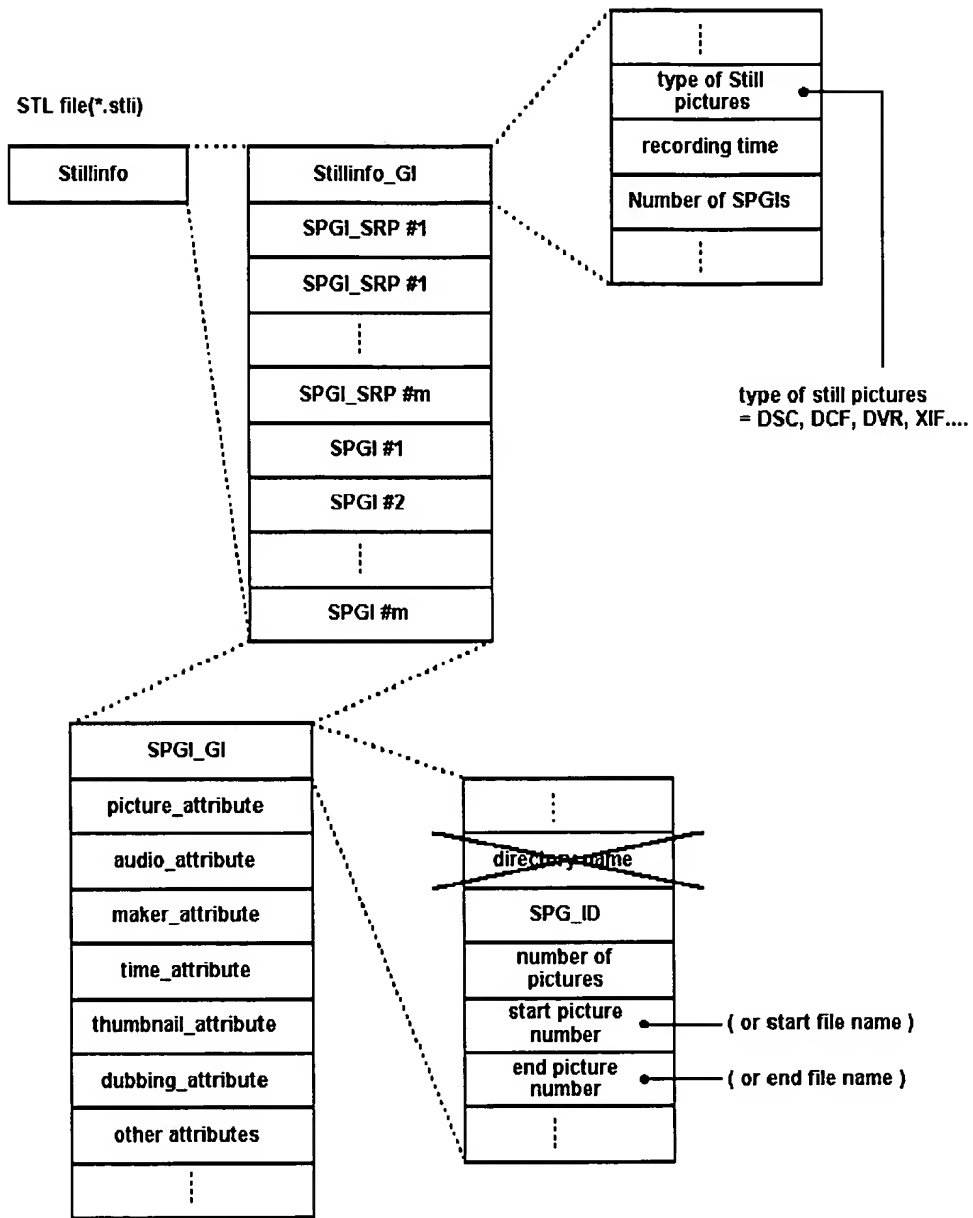 STL file(*.stli)
Stillinfo
Stillinfo_GI
SPGI_SRP #1
SPGI_SRP #1
SPGI_SRP #m
SPGI #1
SPGI #2
SPGI #m
type of Still
pictures
recording time
Number of SPGIs
type of still pictures
= DSC, DCF, DVR, XIF....
SPGI_GI
picture_attribute
audio_attribute
maker_attribute
time_attribute
thumbnail_attribute
dubbing_attribute
other attributes
directory name
SPG_ID
number of
pictures
start picture
number
( or start file name )
end picture
number
( or end file name )